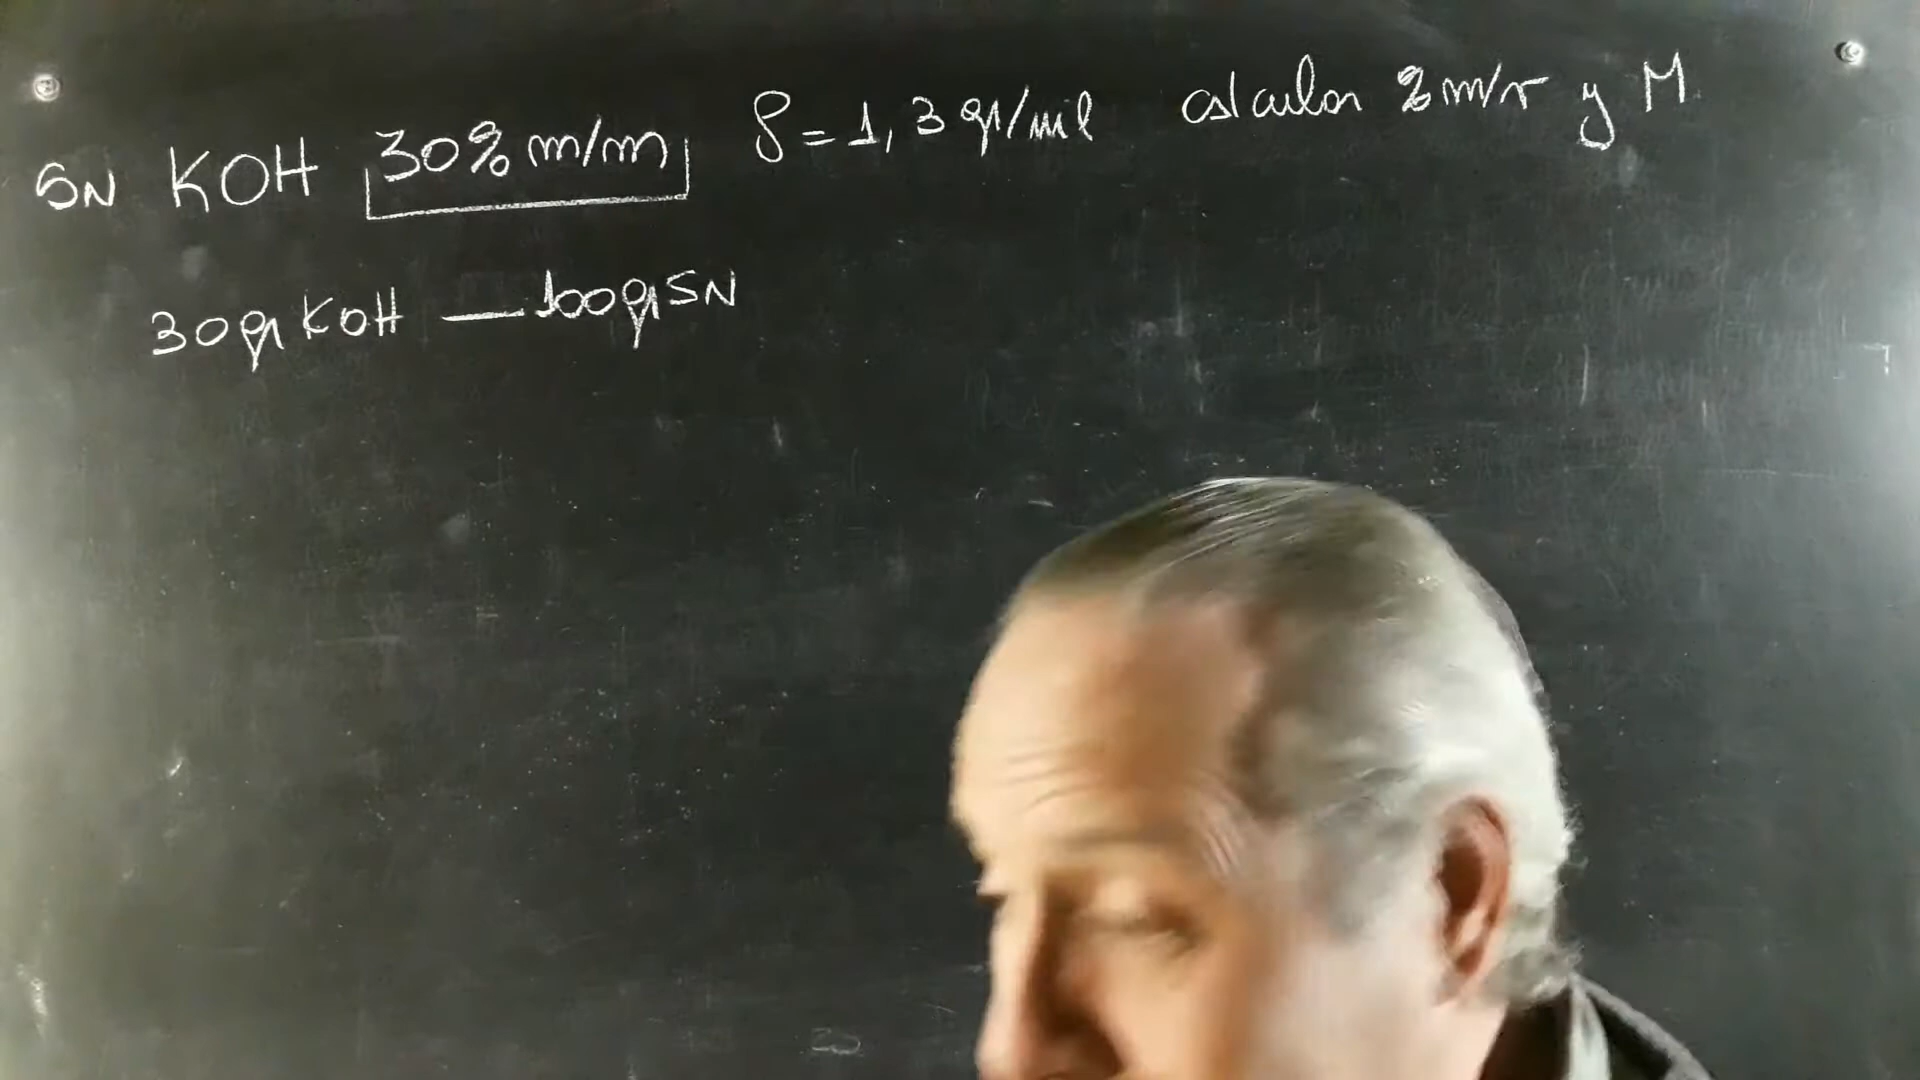 SN KOH 30% m/m δ=1,3 gr/ml calcular % m/v y M
30gr KOH — 100gr SN